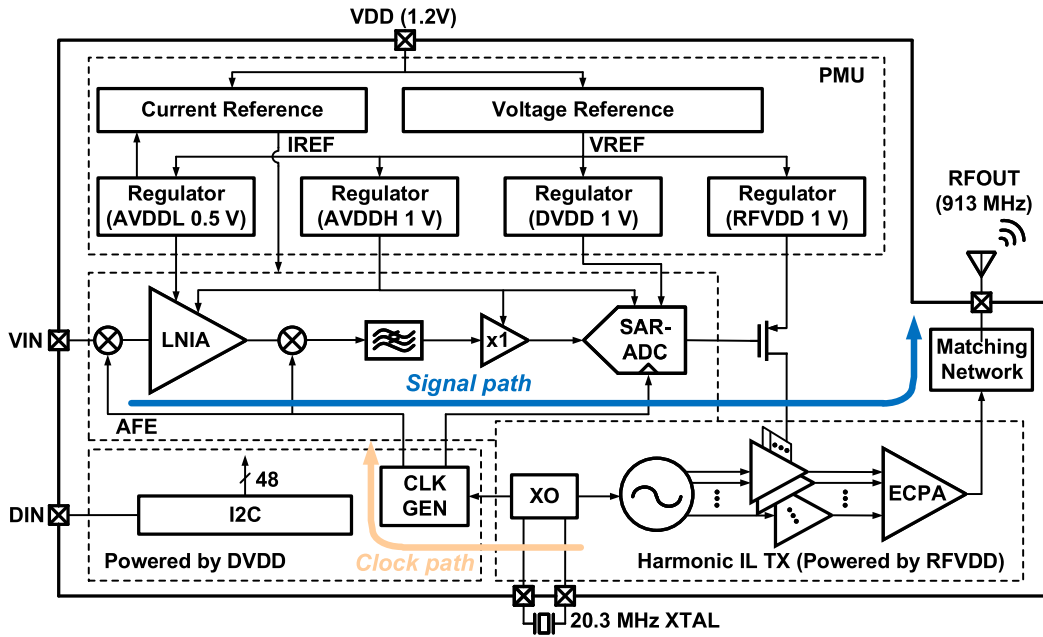 VDD (1.2V)
PMU
Current Reference
Voltage Reference
IREF
VREF
Regulator
(AVDDL 0.5 V)
Regulator
(AVDDH 1 V)
Regulator
(DVDD 1 V)
Regulator
(RFVDD 1 V)
RFOUT
(913 MHz)
VIN
LNIA
x1
SAR-
ADC
Matching
Network
Signal path
AFE
48
CLK
GEN
XO
ECPA
DIN
I2C
Powered by DVDD
Clock path
Harmonic IL TX (Powered by RFVDD)
20.3 MHz XTAL